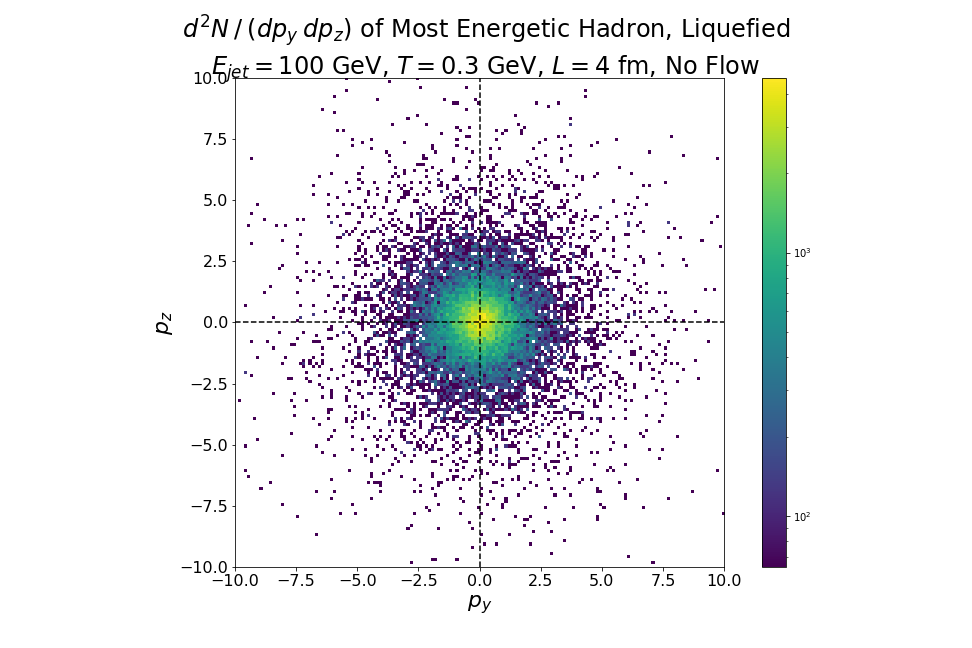 d²N / (dp_y dp_z) of Most Energetic Hadron, Liquefied
E_jet = 100 GeV, T = 0.3 GeV, L = 4 fm, No Flow
10.0
7.5
5.0
2.5
0.0
−2.5
−5.0
−7.5
−10.0
p_z
−10.0 −7.5 −5.0 −2.5 0.0 2.5 5.0 7.5 10.0
p_y
10³
10²